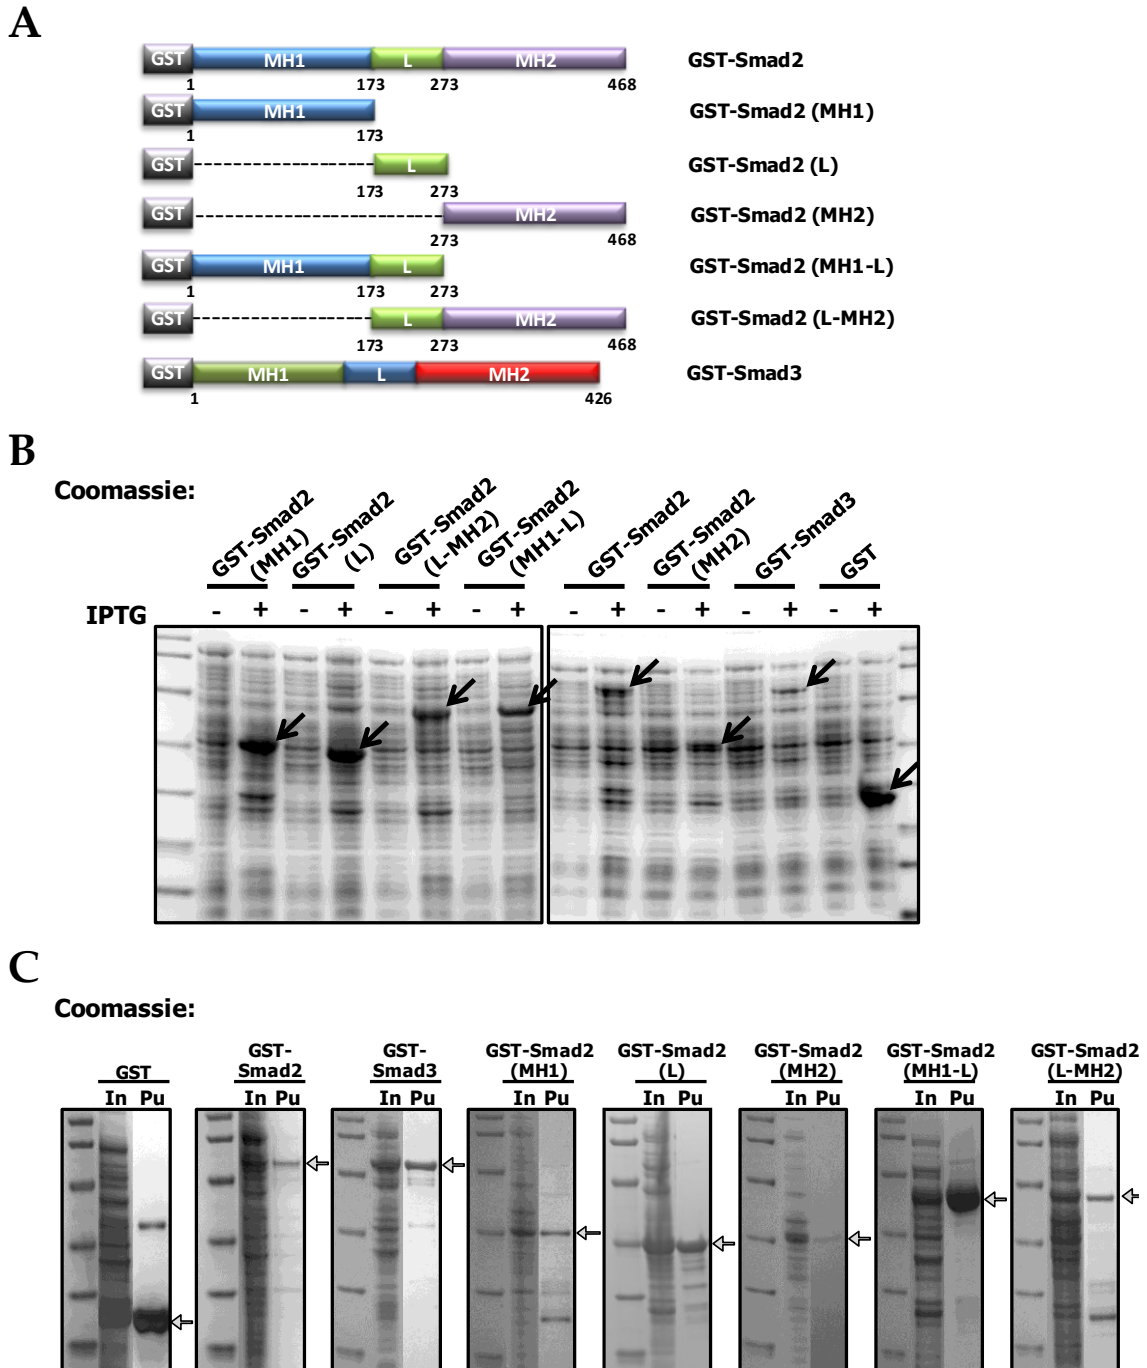 A
GST MH1 L MH2 GST-Smad2
1 173 273 468
GST MH1 GST-Smad2 (MH1)
1 173
GST L GST-Smad2 (L)
173 273
GST MH2 GST-Smad2 (MH2)
273 468
GST MH1 L GST-Smad2 (MH1-L)
1 173 273
GST L MH2 GST-Smad2 (L-MH2)
173 273 468
GST MH1 L MH2 GST-Smad3
1 426
B
Coomassie:
GST-Smad2 (MH1)
GST-Smad2 (L)
GST-Smad2 (L-MH2)
GST-Smad2 (MH1-L)
GST-Smad2
GST-Smad2 (MH2)
GST-Smad3
GST
IPTG - + - + - + - + - + - + - + - +
C
Coomassie:
GST
In Pu
GST-
Smad2
In Pu
GST-
Smad3
In Pu
GST-Smad2
(MH1)
In Pu
GST-Smad2
(L)
In Pu
GST-Smad2
(MH2)
In Pu
GST-Smad2
(MH1-L)
In Pu
GST-Smad2
(L-MH2)
In Pu